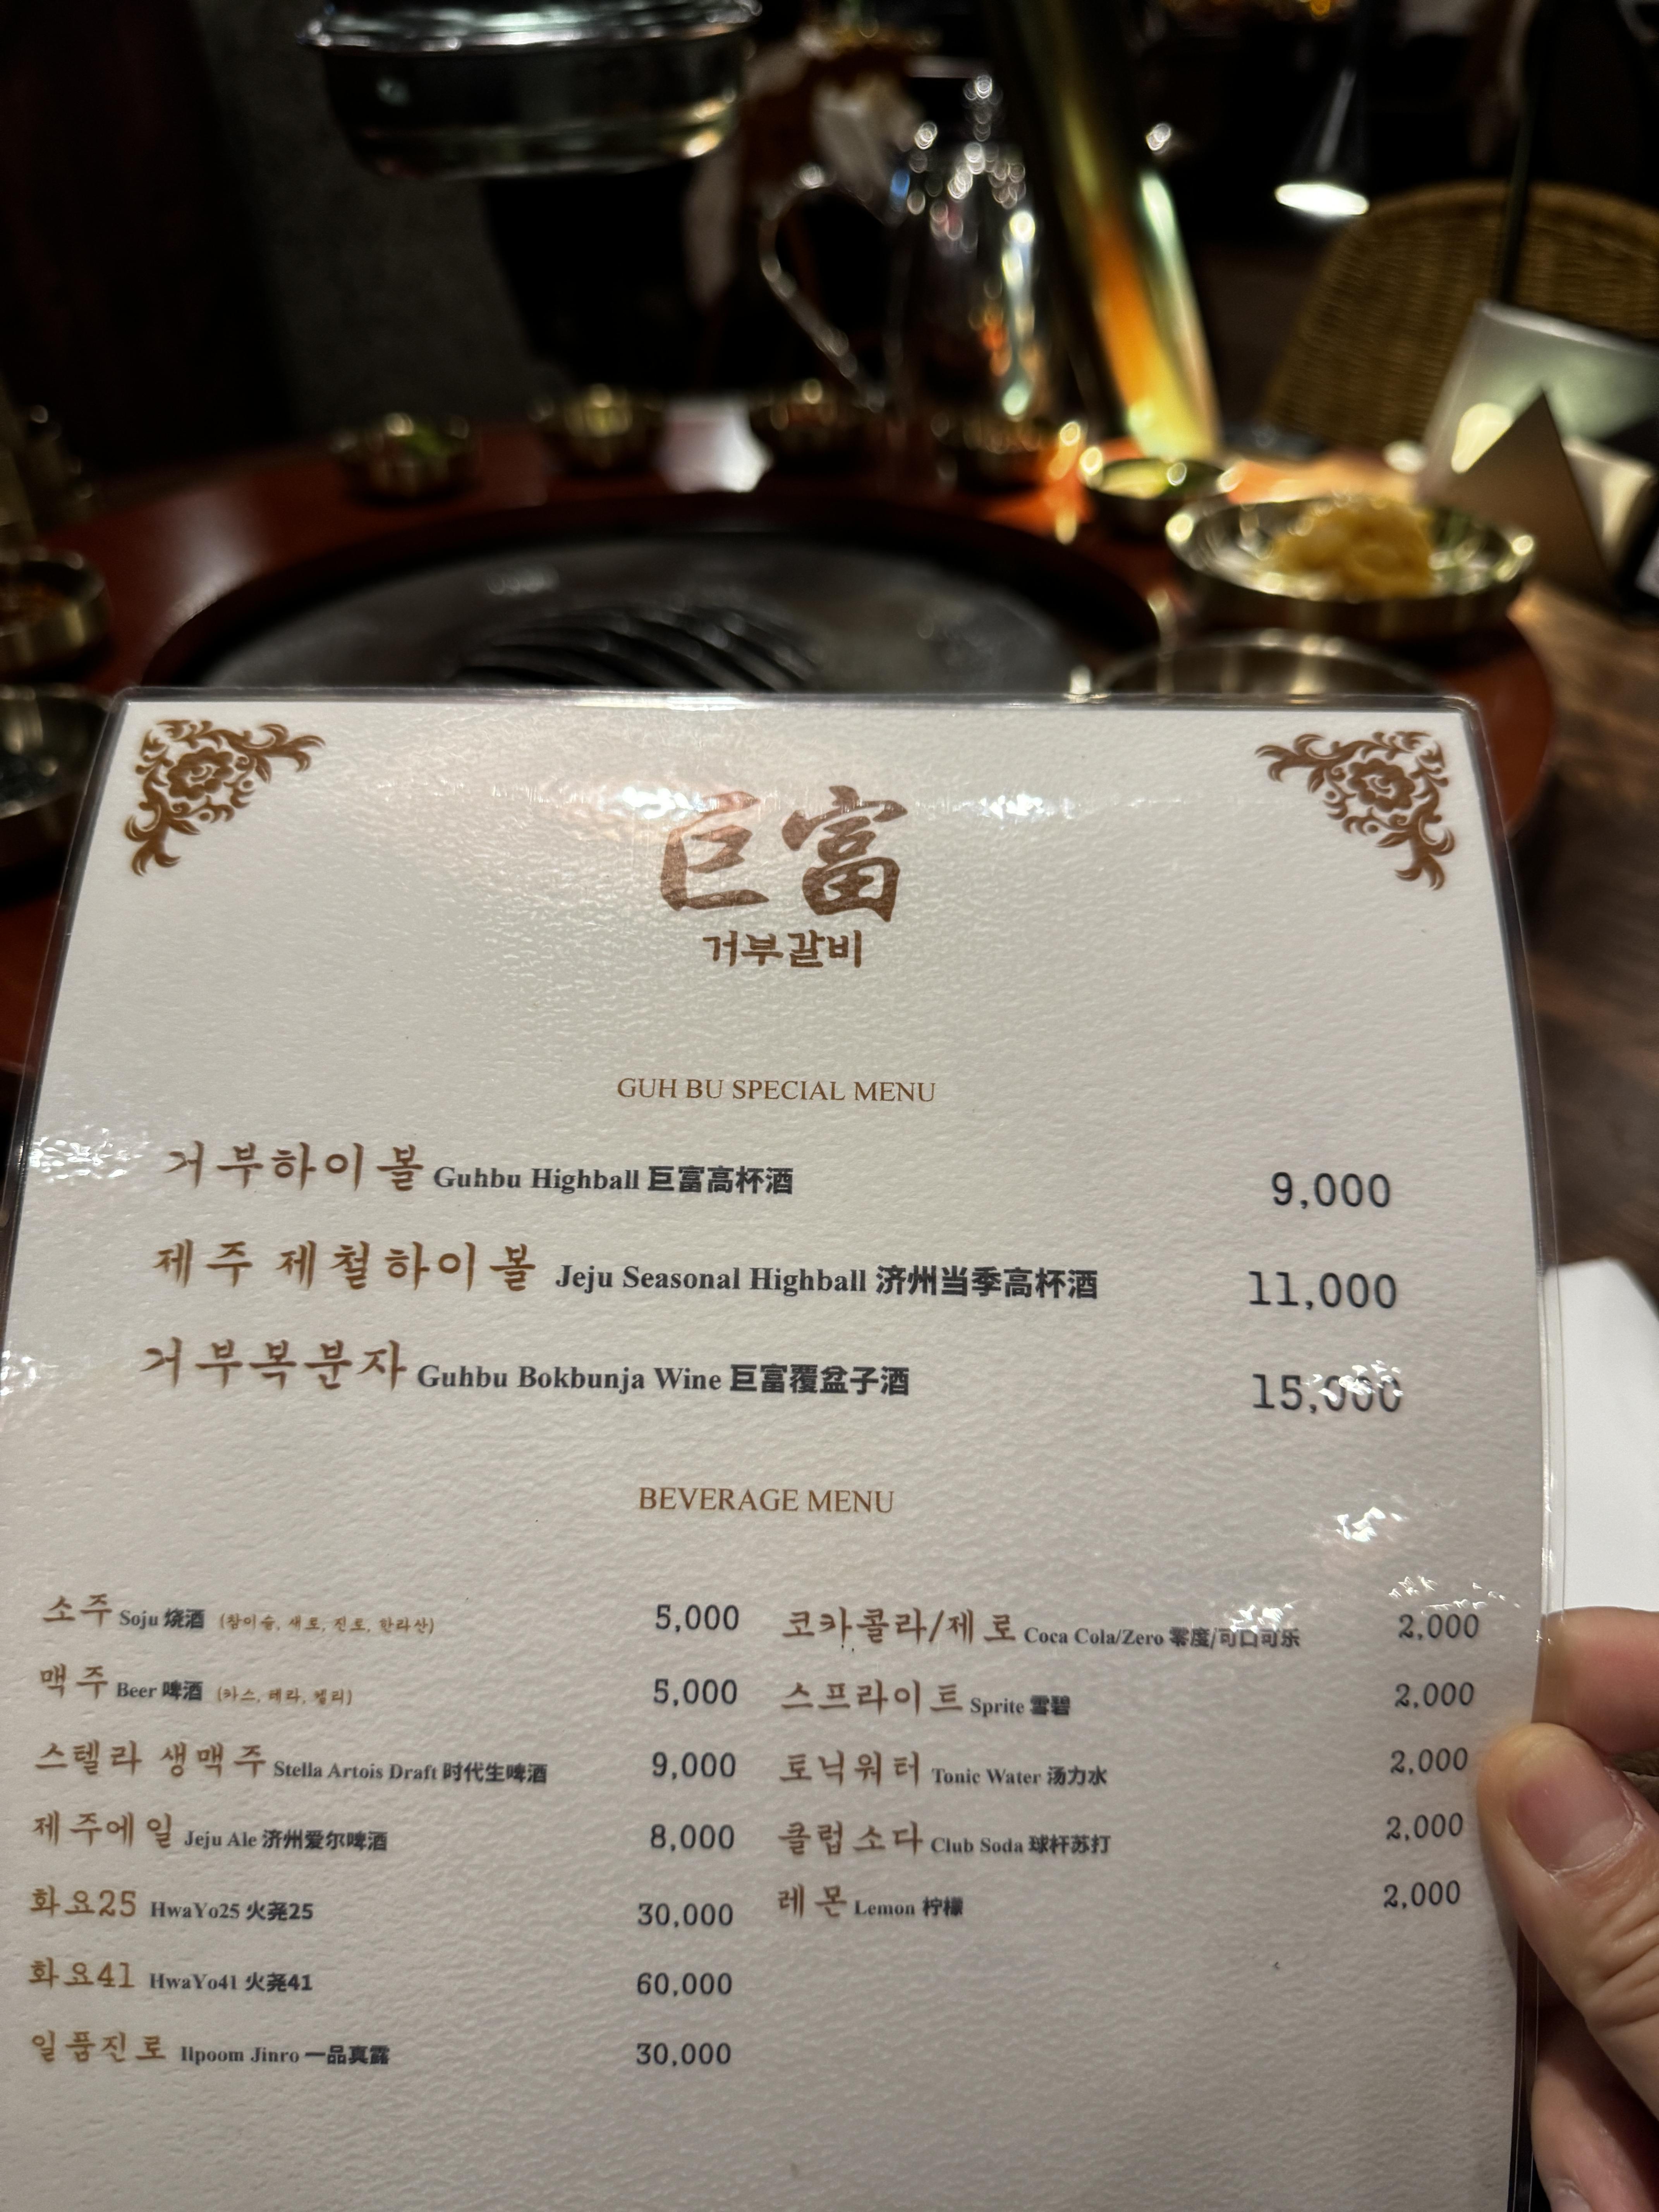 巨富
거부갈비
GUH BU SPECIAL MENU
거부하이볼 Guhbu Highball 巨富高杯酒 9,000
제주 제철하이볼 Jeju Seasonal Highball 济州当季高杯酒 11,000
거부복분자 Guhbu Bokbunja Wine 巨富覆盆子酒 15,000
BEVERAGE MENU
소주 Soju 烧酒 (참이슬, 새로, 진로, 한라산) 5,000
맥주 Beer 啤酒 (카스, 테라, 켈리) 5,000
스텔라 생맥주 Stella Artois Draft 时代生啤酒 9,000
제주에일 Jeju Ale 济州爱尔啤酒 8,000
화요25 HwaYo25 火尧25 30,000
화요41 HwaYo41 火尧41 60,000
일품진로 Ilpoom Jinro 一品真露 30,000
코카콜라/제로 Coca Cola/Zero 零度/可口可乐 2,000
스프라이트 Sprite 雪碧 2,000
토닉워터 Tonic Water 汤力水 2,000
클럽소다 Club Soda 球杆苏打 2,000
레몬 Lemon 柠檬 2,000